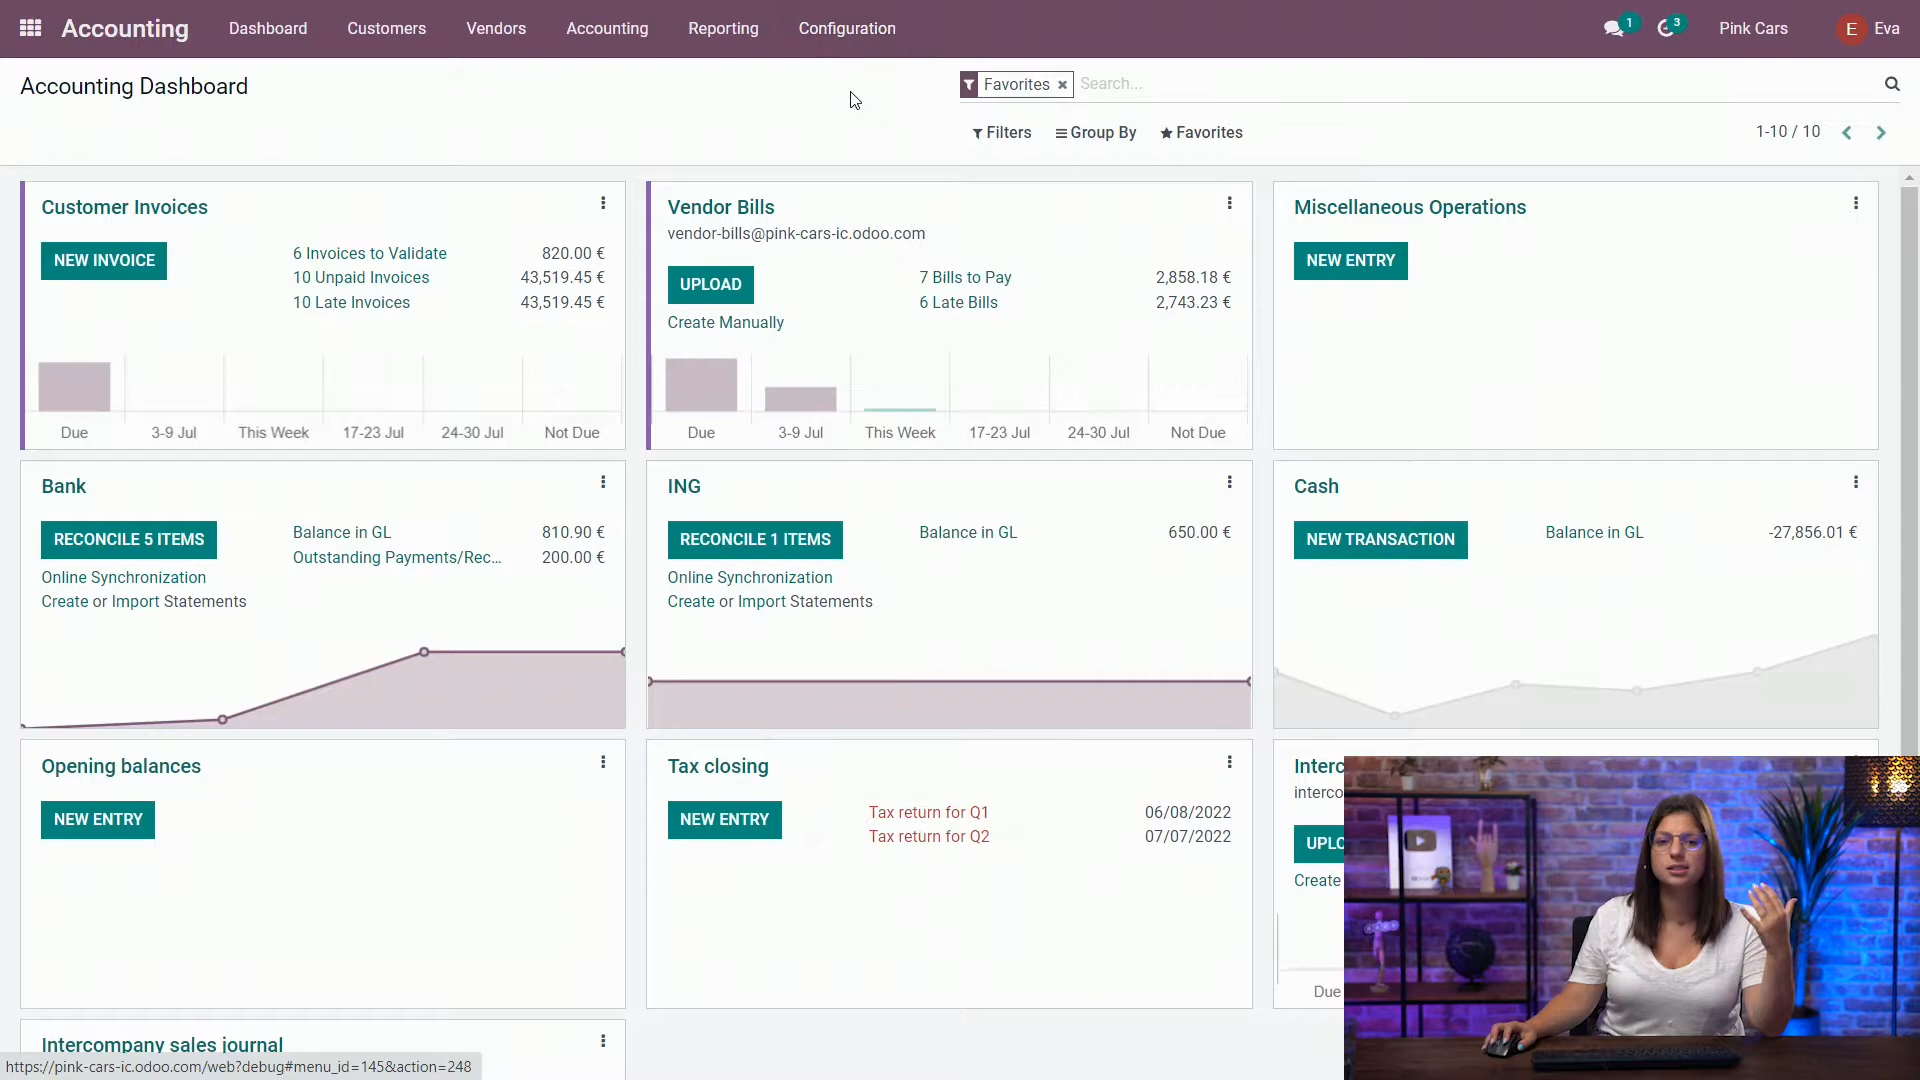 Accounting Dashboard Customers Vendors Accounting Reporting Configuration 1 3 Pink Cars E Eva
Accounting Dashboard
Favorites × Search...
Filters Group By Favorites 1-10 / 10
Customer Invoices
NEW INVOICE
6 Invoices to Validate 820.00 €
10 Unpaid Invoices 43,519.45 €
10 Late Invoices 43,519.45 €
Due 3-9 Jul This Week 17-23 Jul 24-30 Jul Not Due
Vendor Bills
vendor-bills@pink-cars-ic.odoo.com
UPLOAD
Create Manually
7 Bills to Pay 2,858.18 €
6 Late Bills 2,743.23 €
Due 3-9 Jul This Week 17-23 Jul 24-30 Jul Not Due
Miscellaneous Operations
NEW ENTRY
Bank
RECONCILE 5 ITEMS
Online Synchronization
Create or Import Statements
Balance in GL 810.90 €
Outstanding Payments/Rec... 200.00 €
ING
RECONCILE 1 ITEMS
Online Synchronization
Create or Import Statements
Balance in GL 650.00 €
Cash
NEW TRANSACTION
Balance in GL -27,856.01 €
Opening balances
NEW ENTRY
Tax closing
NEW ENTRY
Tax return for Q1 06/08/2022
Tax return for Q2 07/07/2022
Interc
interco
UPLO
Create
Due
Intercompany sales journal
https://pink-cars-ic.odoo.com/web?debug#menu_id=145&action=248